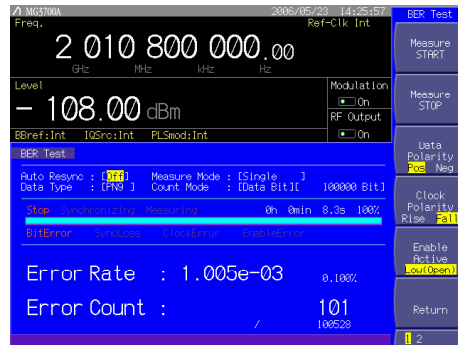 MG3700A 2006/05/23 14:25:57
Freq. Ref-Clk Int
2 010 800 000.00
GHz MHz kHz Hz
Level
- 108.00 dBm
Modulation
On
RF Output
On
BBref:Int IQSrc:Int PLSmod:Int
BER Test
Auto Resync : [Off] Measure Mode : [Single ]
Data Type : [PN9 ] Count Mode : [Data Bit][ 100000 Bit]
Stop Synchronizing Measuring 0h 0min 8.3s 100%
BitError SyncLoss ClockError EnableError
Error Rate : 1.005e-03 0.100%
Error Count : 101
/ 100528
BER Test
Measure
START
Measure
STOP
Data
Polarity
Pos Neg
Clock
Polarity
Rise Fall
Enable
Active
Low(Open)
Return
1 2